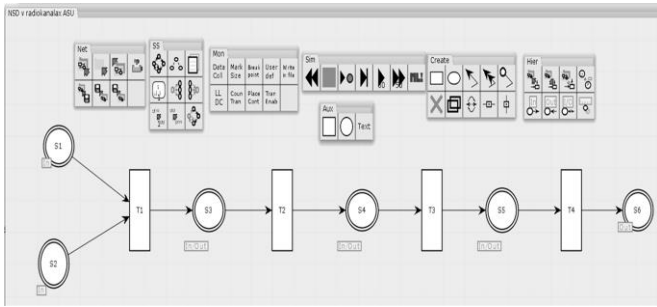 NSD v radiokanalax ASU
Net
SS
Mon
Data Coll
Mark Size
Break point
User def
Write in file
LL DC
Coun Tran
Place Cont
Tran Enab
Sim
Create
Hier
Aux
Text
S1
In
S2
T1
S3
In/Out
T2
S4
In/Out
T3
S5
In/Out
T4
S6
Out